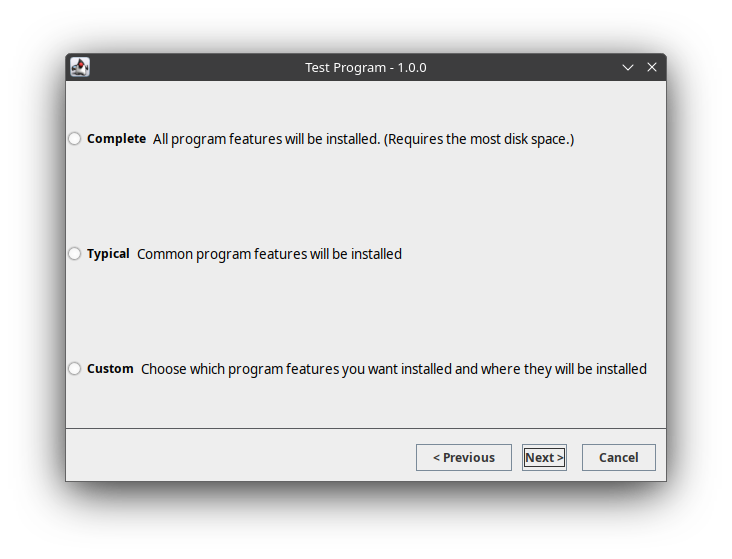 Test Program - 1.0.0
Complete All program features will be installed. (Requires the most disk space.)
Typical Common program features will be installed
Custom Choose which program features you want installed and where they will be installed
< Previous Next > Cancel